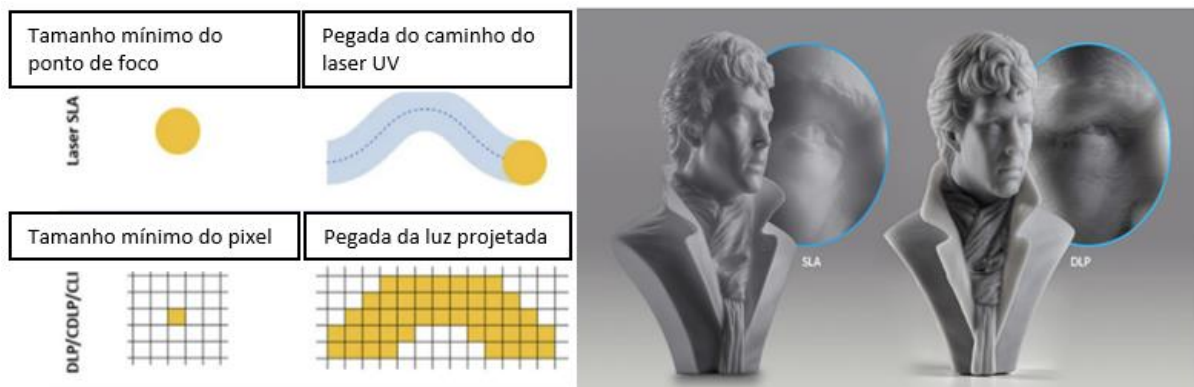 Tamanho mínimo do
ponto de foco
Pegada do caminho do
laser UV
Laser SLA
Tamanho mínimo do pixel
Pegada da luz projetada
DLP/CDLP/CLI
SLA
DLP